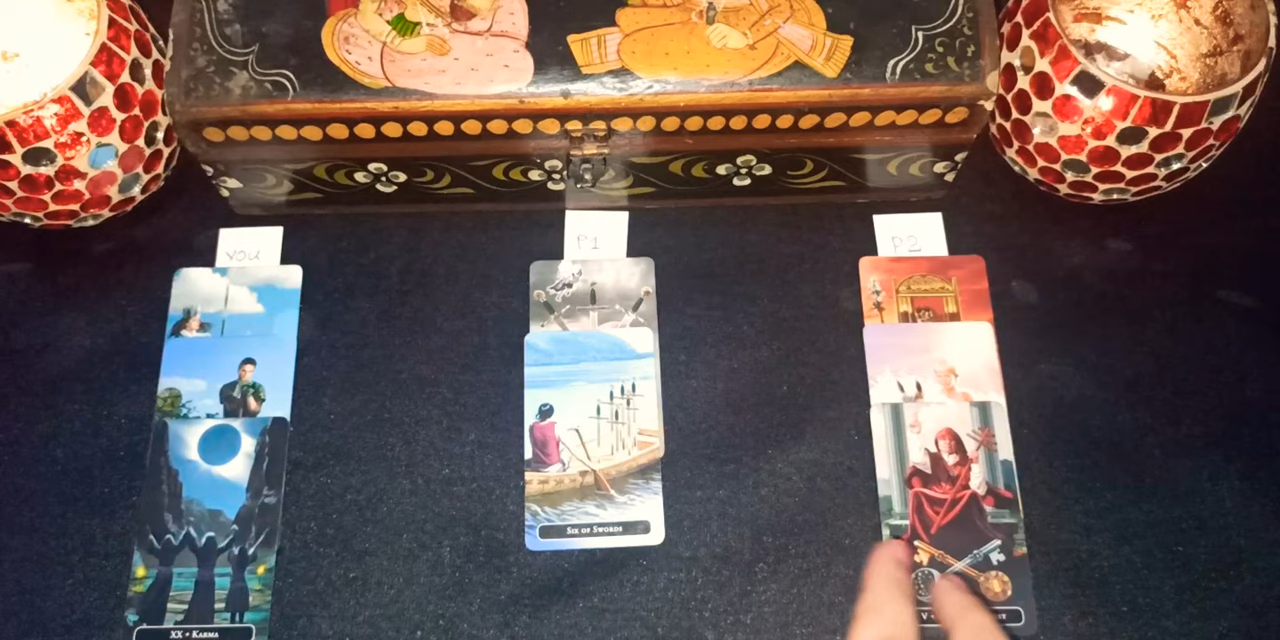 YOU
P1
P2
SIX OF SWORDS
XX • KARMA
V